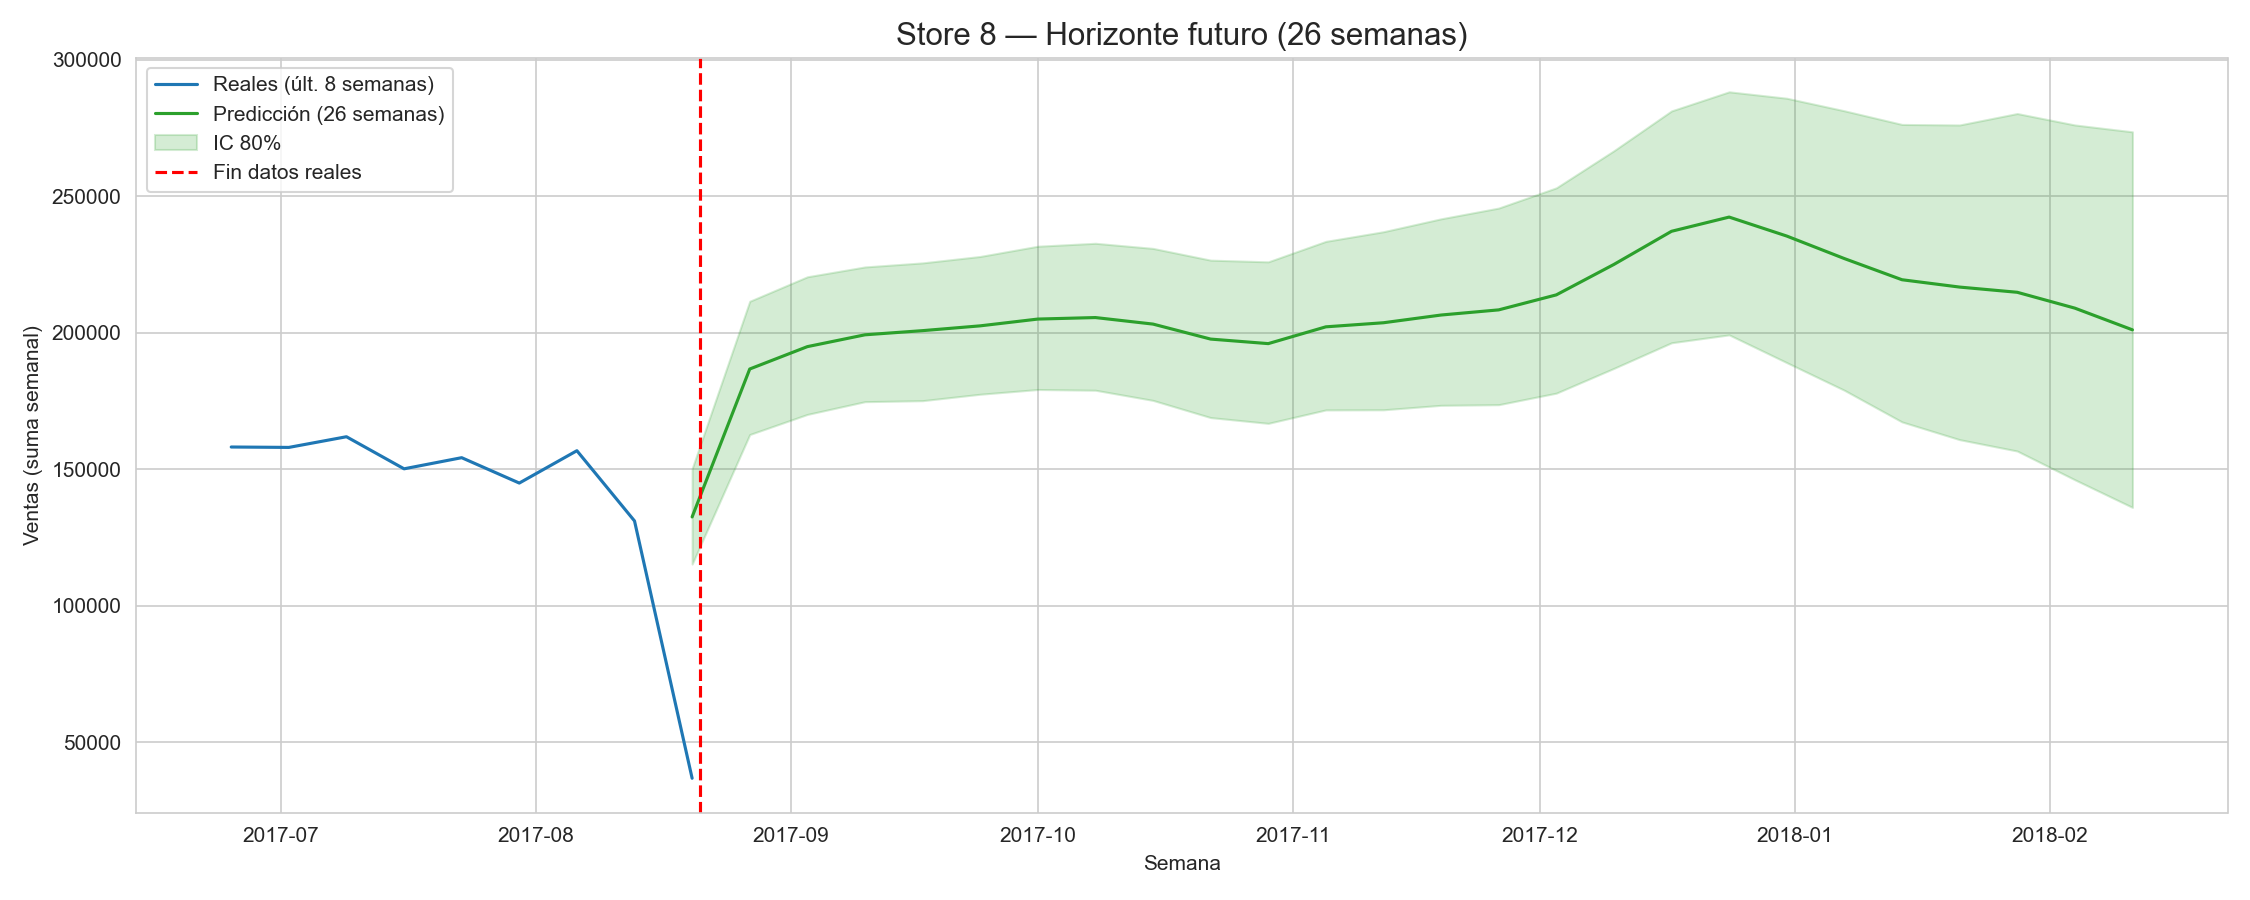 Store 8 — Horizonte futuro (26 semanas)
Reales (últ. 8 semanas)
Predicción (26 semanas)
IC 80%
Fin datos reales
Ventas (suma semanal)
300000
250000
200000
150000
100000
50000
2017-07
2017-08
2017-09
2017-10
2017-11
2017-12
2018-01
2018-02
Semana